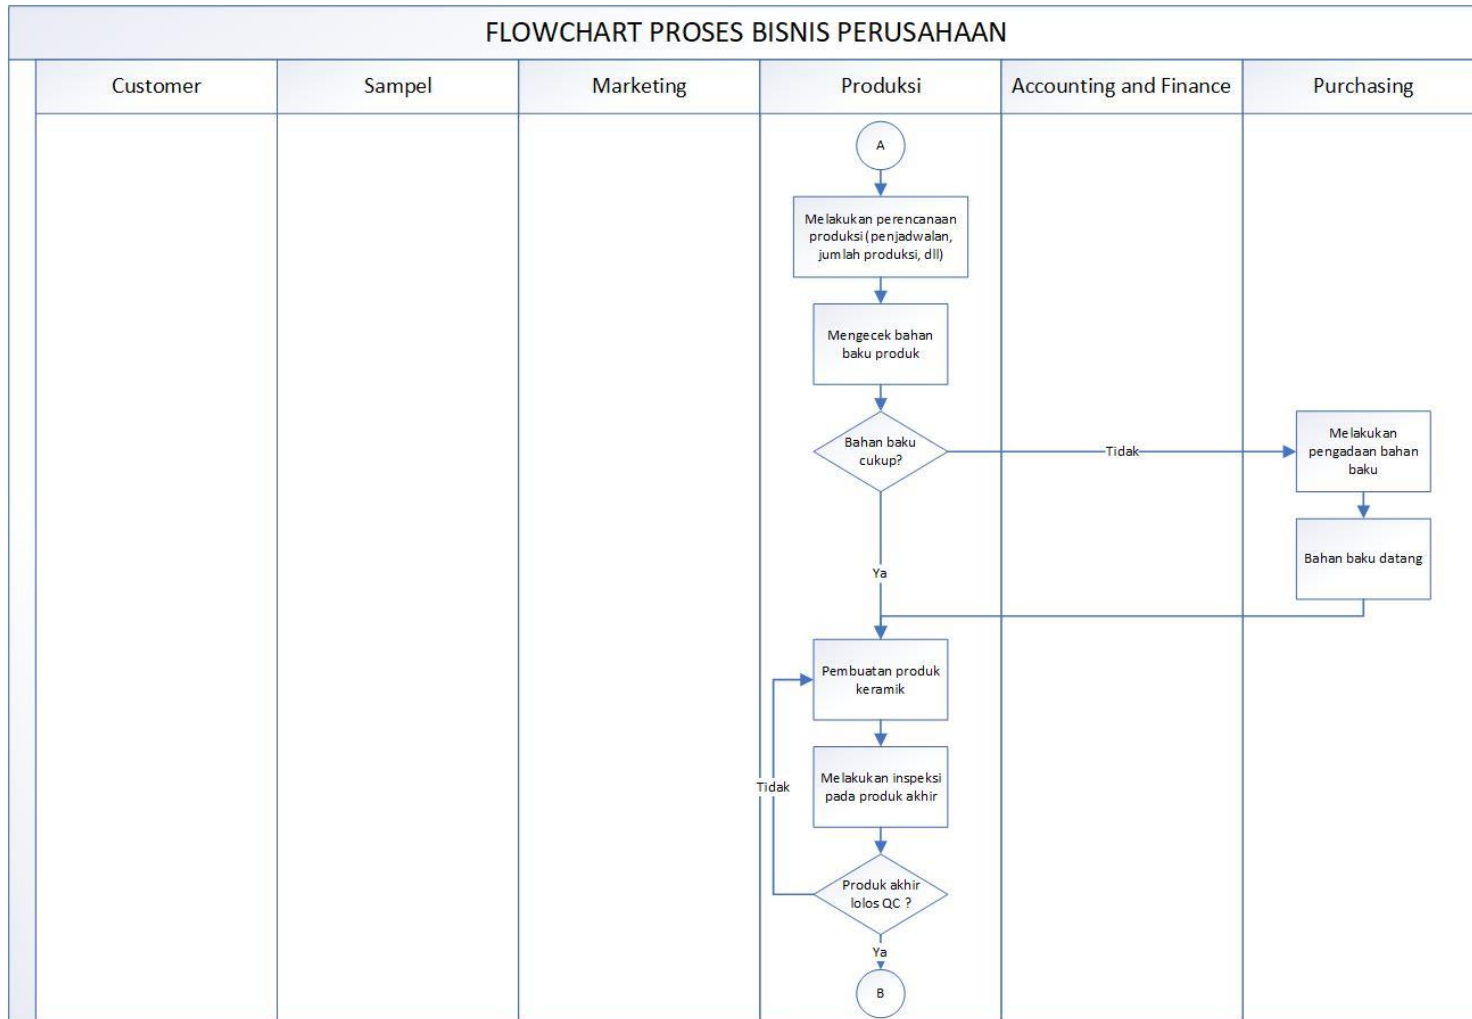 FLOWCHART PROSES BISNIS PERUSAHAAN
Customer
Sampel
Marketing
Produksi
Accounting and Finance
Purchasing
A
Melakukan perencanaan
produksi (penjadwalan,
jumlah produksi, dll)
Mengecek bahan
baku produk
Bahan baku
cukup?
Tidak
Melakukan
pengadaan bahan
baku
Bahan baku datang
Ya
Pembuatan produk
keramik
Melakukan inspeksi
pada produk akhir
Tidak
Produk akhir
lolos QC ?
Ya
B